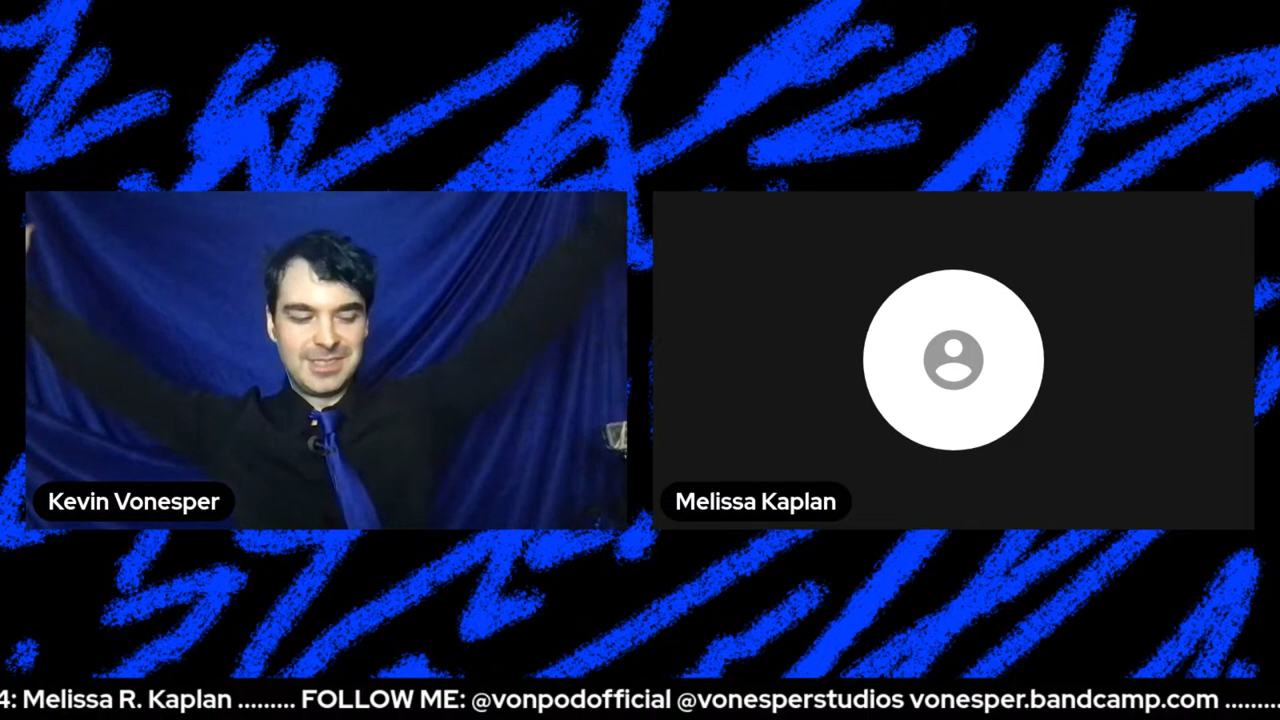 Kevin Vonesper
Melissa Kaplan
4: Melissa R. Kaplan ......... FOLLOW ME: @vonpodofficial @vonesperstudios vonesper.bandcamp.com .........